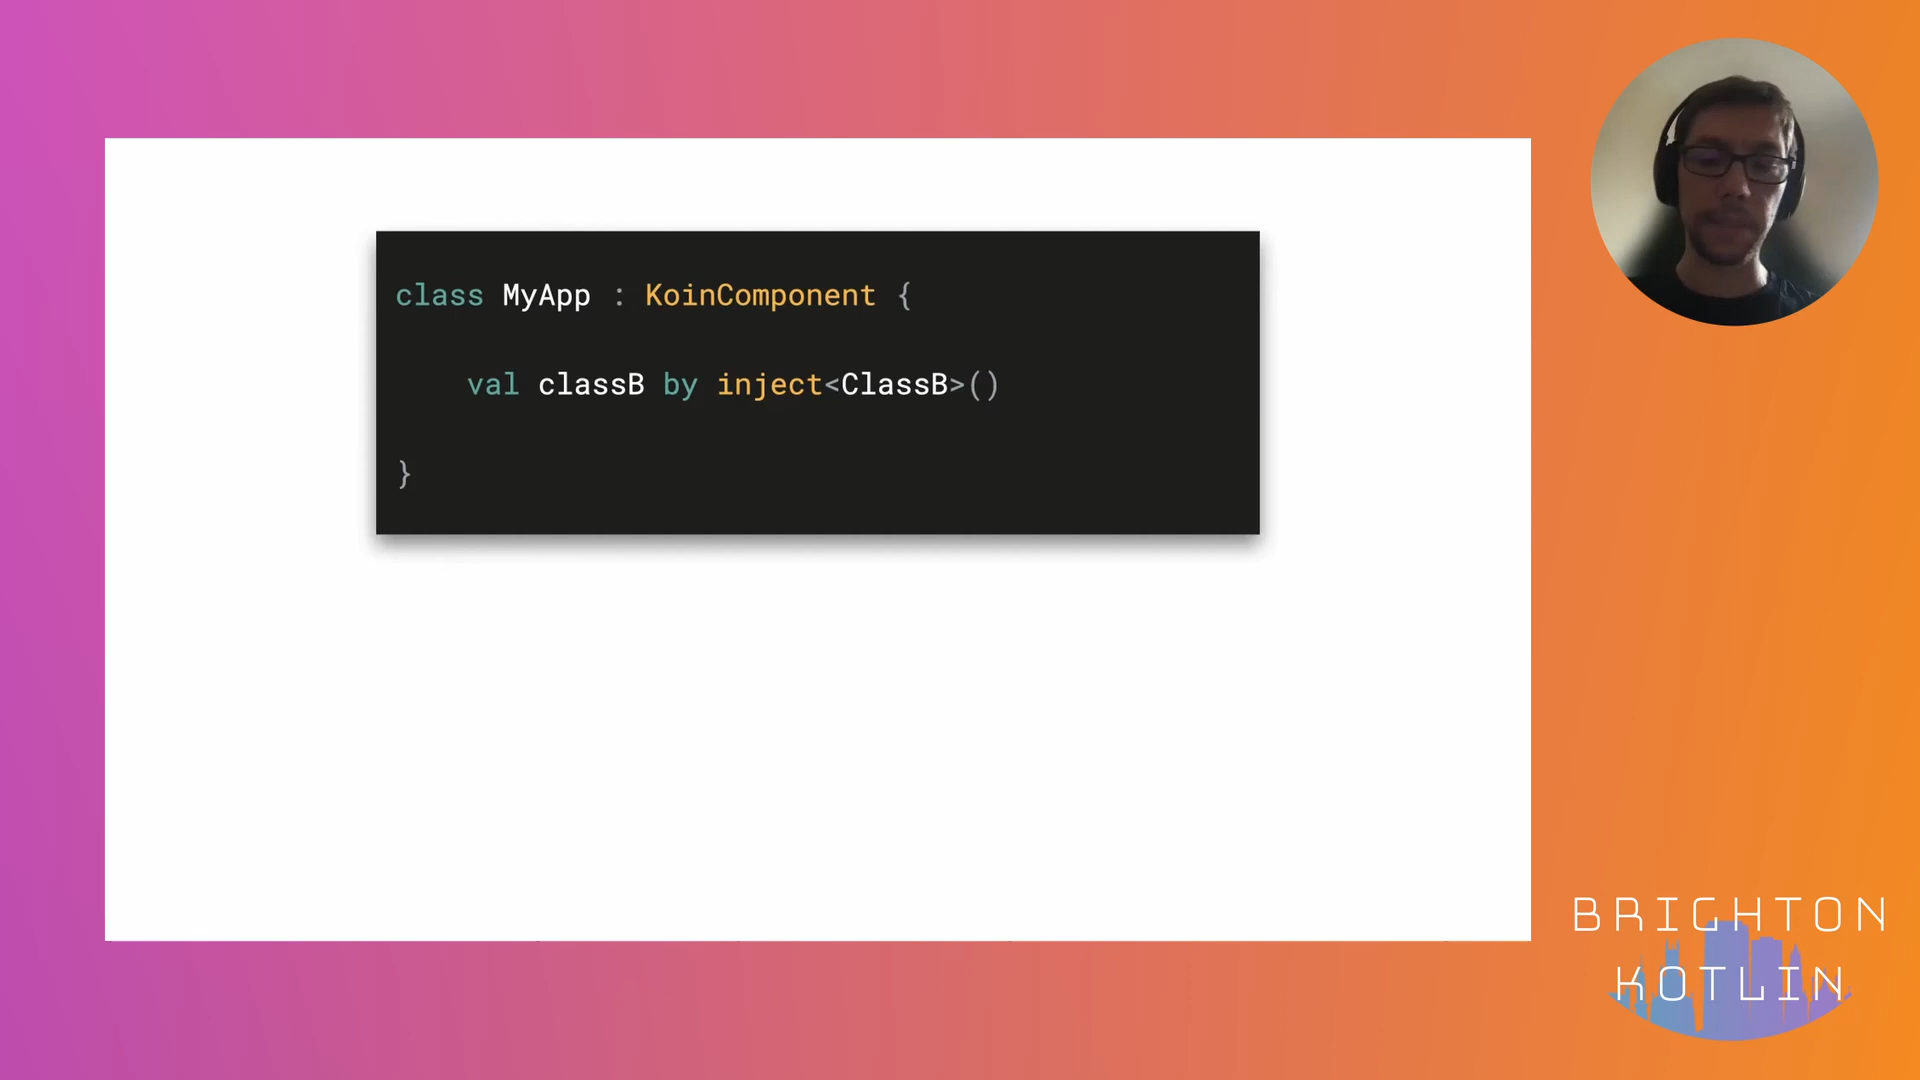 class MyApp : KoinComponent {
val classB by inject<ClassB>()
}
BRIGHTON
KOTLIN